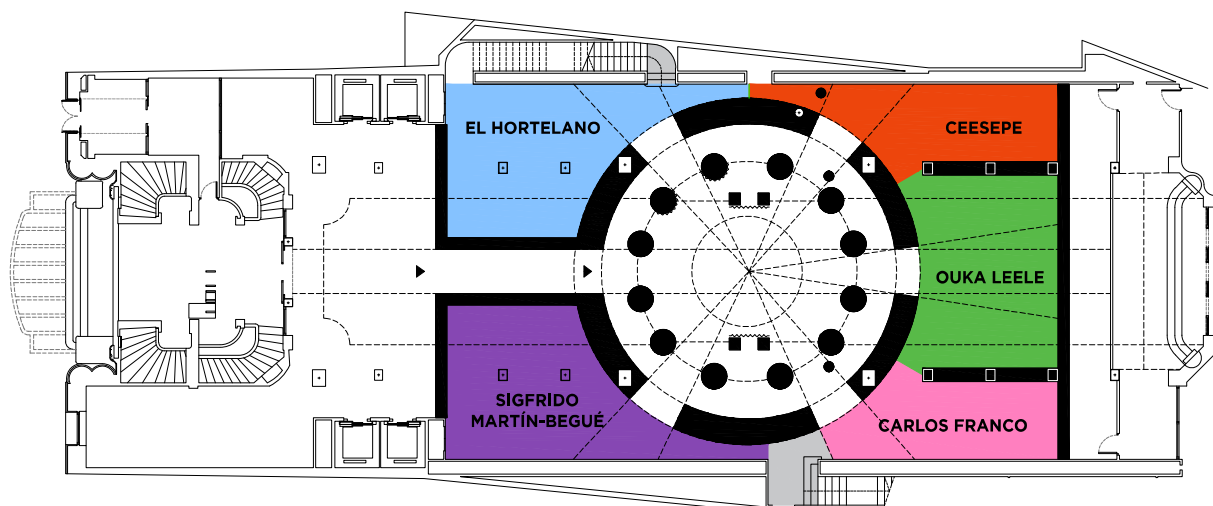 EL HORTELANO
CEESEPE
OUKA LEELE
SIGFRIDO
MARTÍN-BEGUÉ
CARLOS FRANCO